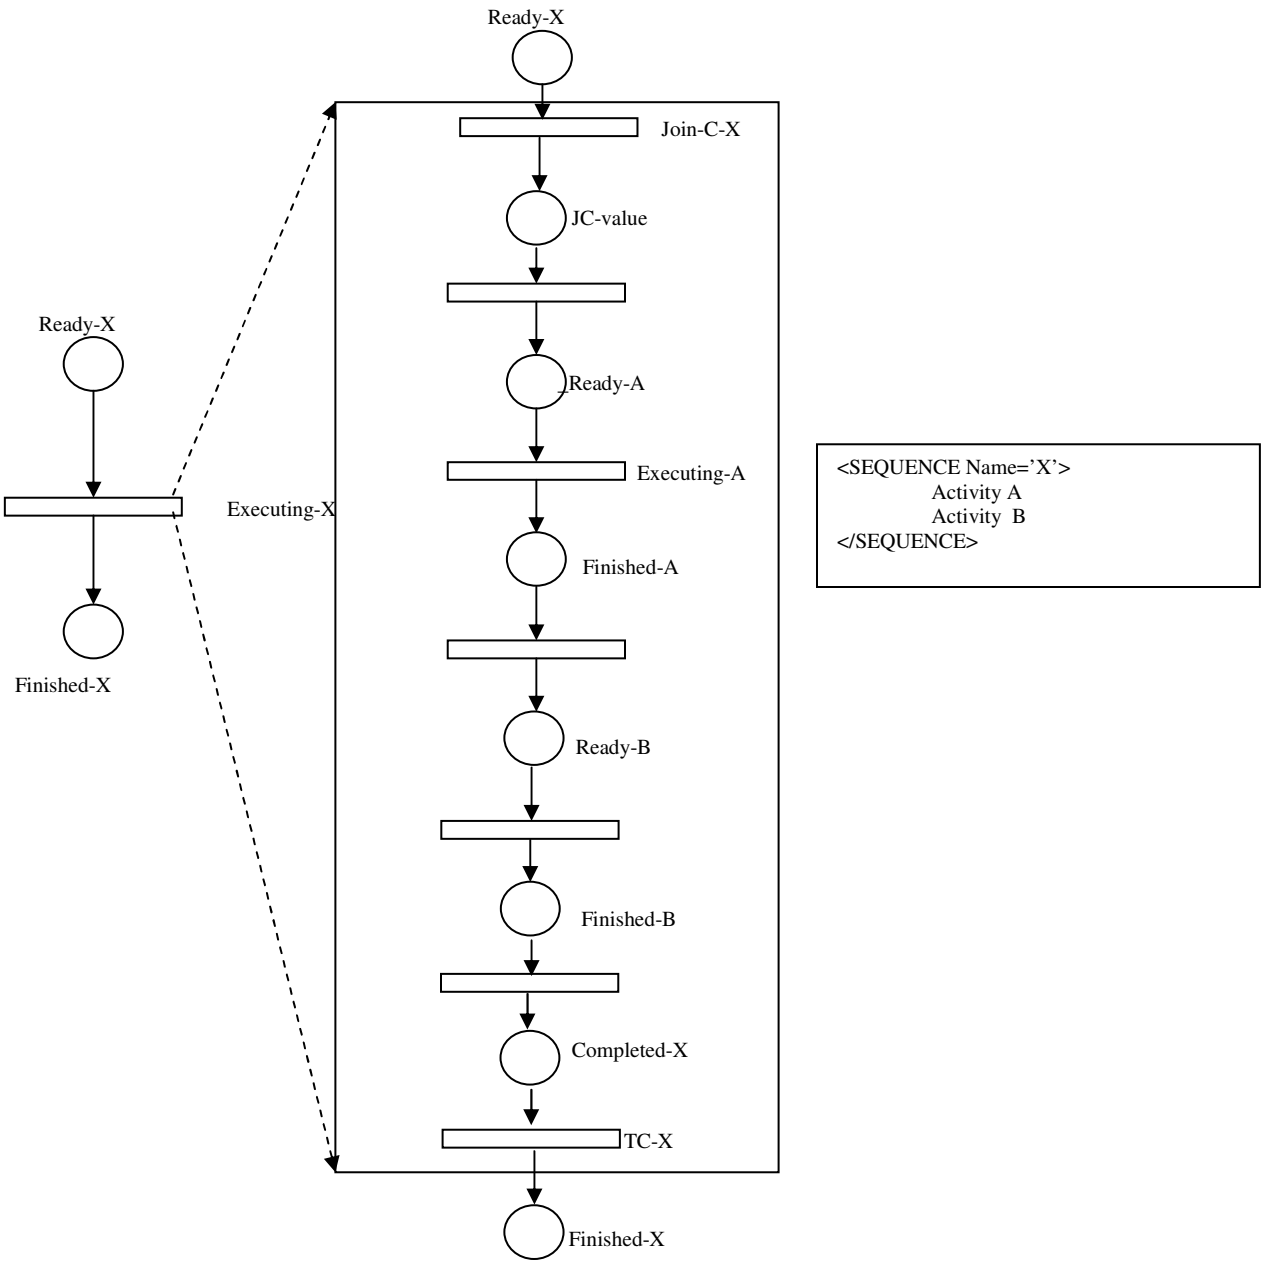 Ready-X
Join-C-X
JC-value
Ready-X
_Ready-A
Executing-A
Executing-X
Finished-A
Finished-X
Ready-B
Finished-B
Completed-X
TC-X
Finished-X
<SEQUENCE Name=’X’>
Activity A
Activity  B
</SEQUENCE>